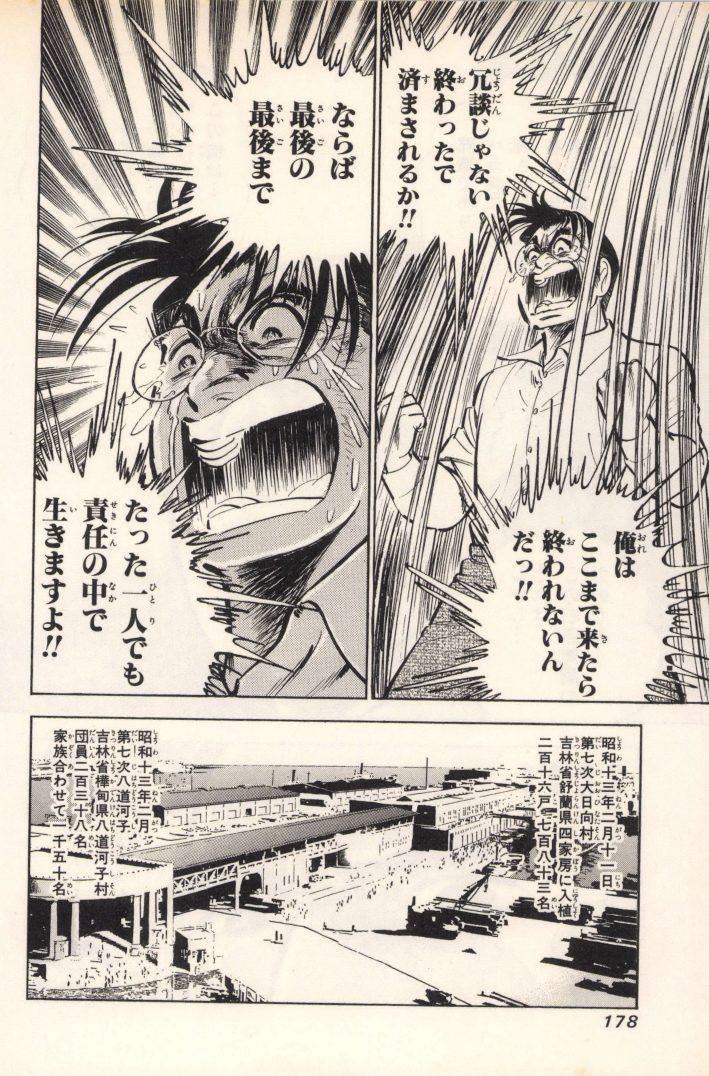 冗談じゃない
終わったで
済まされるか!!
俺は
ここまで来たら
終われないん
だっ!!
ならば
最後の
最後まで
たった一人でも
責任の中で
生きますよ!!
昭和十三年二月十一日
第七次大日向村
吉林省舒蘭県四家房に入植
二百十六戸 七百八十三名
昭和十三年二月
第七次八道河子
吉林省樺甸県八道河子村
団員二百三十八名
家族合わせて一千五十名
178